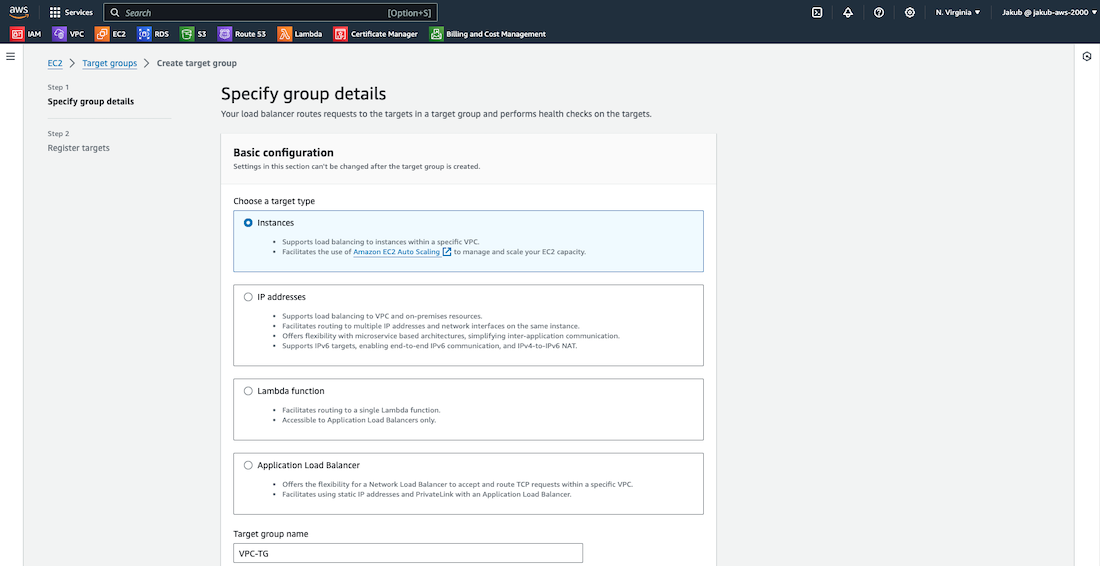 aws Services Search [Option+S] N. Virginia Jakub @ jakub-aws-2000
IAM VPC EC2 RDS S3 Route 53 Lambda Certificate Manager Billing and Cost Management
EC2 Target groups Create target group
Step 1
Specify group details
Step 2
Register targets
Specify group details
Your load balancer routes requests to the targets in a target group and performs health checks on the targets.
Basic configuration
Settings in this section can't be changed after the target group is created.
Choose a target type
Instances
• Supports load balancing to instances within a specific VPC.
• Facilitates the use of Amazon EC2 Auto Scaling to manage and scale your EC2 capacity.
IP addresses
• Supports load balancing to VPC and on-premises resources.
• Facilitates routing to multiple IP addresses and network interfaces on the same instance.
• Offers flexibility with microservice based architectures, simplifying inter-application communication.
• Supports IPv6 targets, enabling end-to-end IPv6 communication, and IPv4-to-IPv6 NAT.
Lambda function
• Facilitates routing to a single Lambda function.
• Accessible to Application Load Balancers only.
Application Load Balancer
• Offers the flexibility for a Network Load Balancer to accept and route TCP requests within a specific VPC.
• Facilitates using static IP addresses and PrivateLink with an Application Load Balancer.
Target group name
VPC-TG